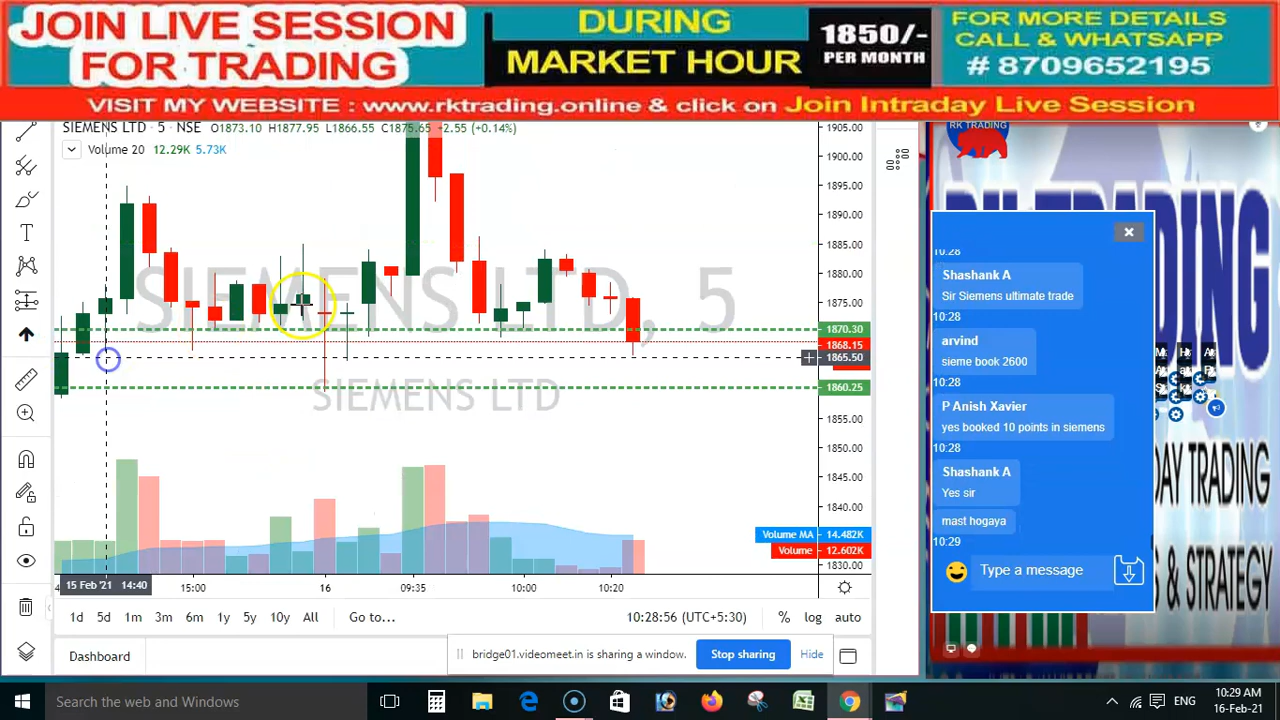 JOIN LIVE SESSION
FOR TRADING
DURING
MARKET HOUR
1850/-
PER MONTH
FOR MORE DETAILS
CALL & WHATSAPP
# 8709652195
VISIT MY WEBSITE : www.rktrading.online & click on Join Intraday Live Session
SIEMENS LTD · 5 · NSE O1873.10 H1877.95 L1866.55 C1875.65 -2.55 (+0.14%)
Volume 20 12.29K 5.73K
SIEMENS LTD, 5
SIEMENS LTD
1905.00
1900.00
1895.00
1890.00
1885.00
1880.00
1875.00
1870.30
1868.15
1865.50
1860.25
1855.00
1850.00
1845.00
1840.00
Volume MA 14.482K
Volume 12.602K
1830.00
15 Feb '21 14:40
15:00
16
09:35
10:00
10:20
1d 5d 1m 3m 6m 1y 5y 10y All Go to...
10:28:56 (UTC+5:30)
% log auto
Dashboard
bridge01.videomeet.in is sharing a window.
Stop sharing
Hide
RK TRADING
10:28
Shashank A
Sir Siemens ultimate trade
10:28
arvind
sieme book 2600
10:28
P Anish Xavier
yes booked 10 points in siemens
10:28
Shashank A
Yes sir
mast hogaya
10:29
Type a message
DAY TRADING
& STRATEGY
Search the web and Windows
ENG
10:29 AM
16-Feb-21